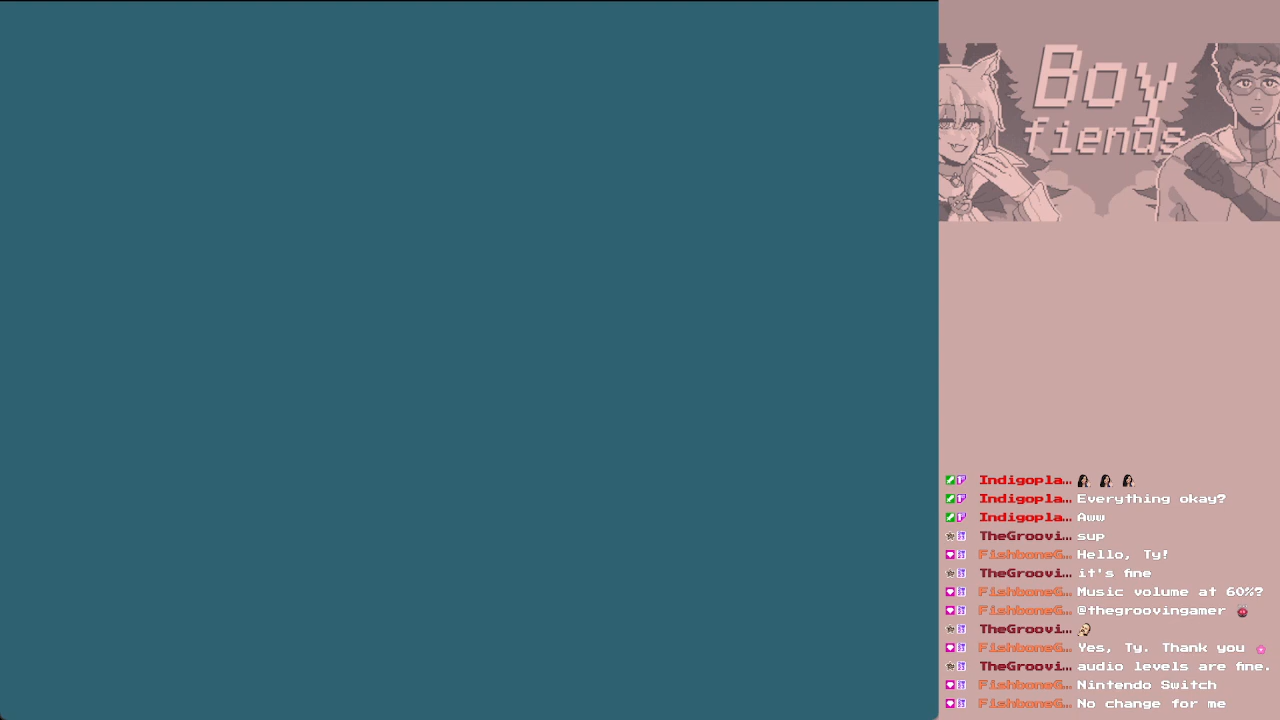 Boy
fiends
Indigopla... 
Indigopla... Everything okay?
Indigopla... Aww
TheGroovi... sup
FishboneG... Hello, Ty!
TheGroovi... it's fine
FishboneG... Music volume at 60%?
FishboneG... @thegroovingamer
TheGroovi...
FishboneG... Yes, Ty. Thank you
TheGroovi... audio levels are fine.
FishboneG... Nintendo Switch
FishboneG... No change for me